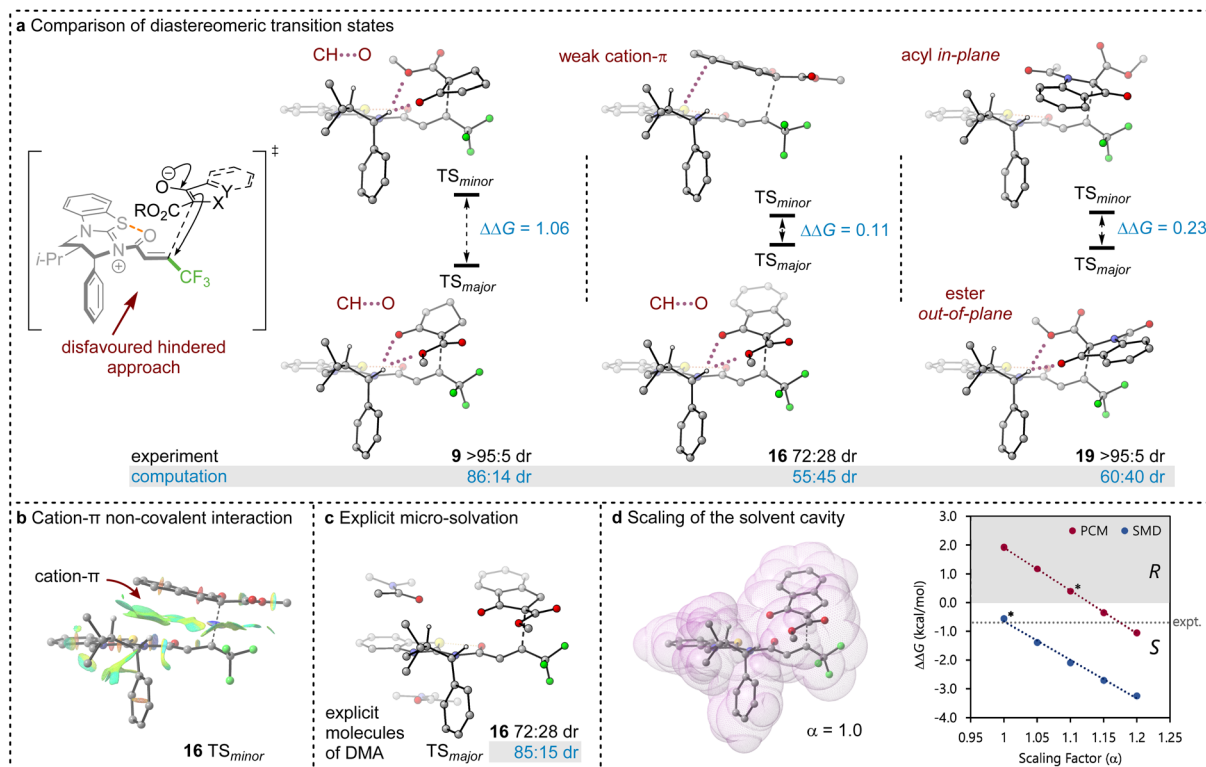 a Comparison of diastereomeric transition states
CH•••O
weak cation-π
acyl in-plane
‡
O
⊖
Y
X
RO2C
S
O
N
N
⊕
i-Pr
CF3
disfavoured hindered
approach
TSminor
ΔΔG = 1.06
TSmajor
TSminor
ΔΔG = 0.11
TSmajor
TSminor
ΔΔG = 0.23
TSmajor
CH•••O
CH•••O
ester
out-of-plane
experiment
9 >95:5 dr
16 72:28 dr
19 >95:5 dr
computation
86:14 dr
55:45 dr
60:40 dr
b Cation-π non-covalent interaction
cation-π
16 TSminor
c Explicit micro-solvation
explicit
molecules
of DMA
TSmajor
16 72:28 dr
85:15 dr
d Scaling of the solvent cavity
α = 1.0
ΔΔG (kcal/mol)
3.0
2.0
1.0
0.0
-1.0
-2.0
-3.0
-4.0
PCM
SMD
R
*
*
expt.
S
0.95
1
1.05
1.1
1.15
1.2
1.25
Scaling Factor (α)